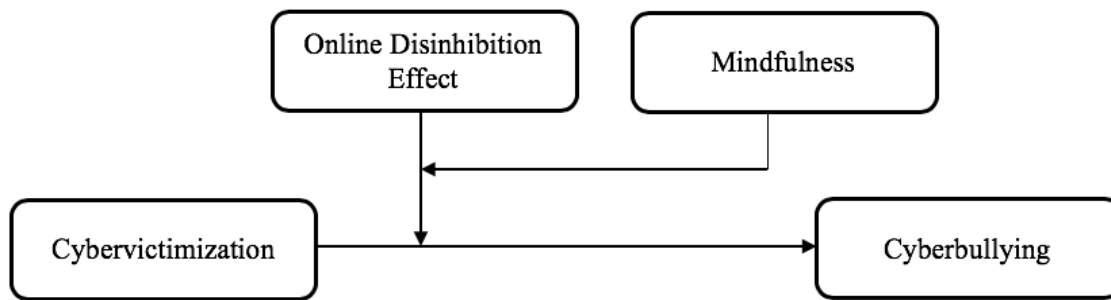 Online Disinhibition
Effect
Mindfulness
Cybervictimization
Cyberbullying